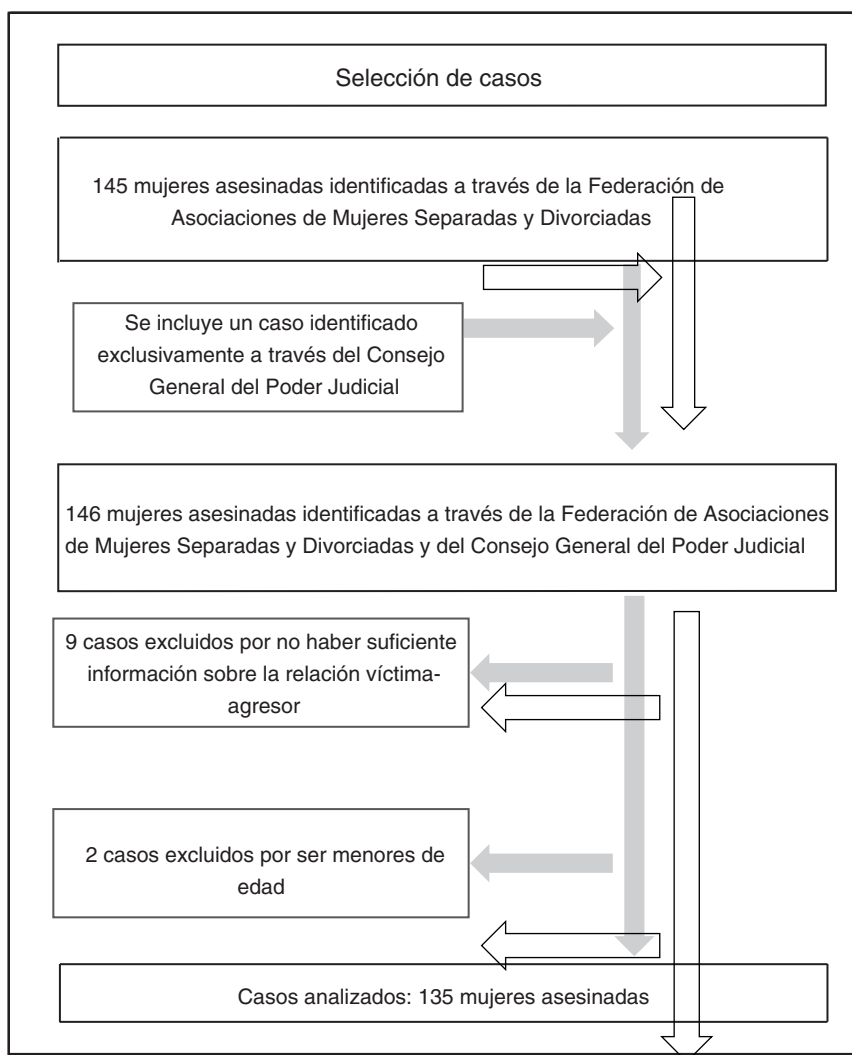 Selección de casos
145 mujeres asesinadas identificadas a través de la Federación de
Asociaciones de Mujeres Separadas y Divorciadas
Se incluye un caso identificado
exclusivamente a través del Consejo
General del Poder Judicial
146 mujeres asesinadas identificadas a través de la Federación de Asociaciones
de Mujeres Separadas y Divorciadas y del Consejo General del Poder Judicial
9 casos excluidos por no haber suficiente
información sobre la relación víctima-
agresor
2 casos excluidos por ser menores de
edad
Casos analizados: 135 mujeres asesinadas